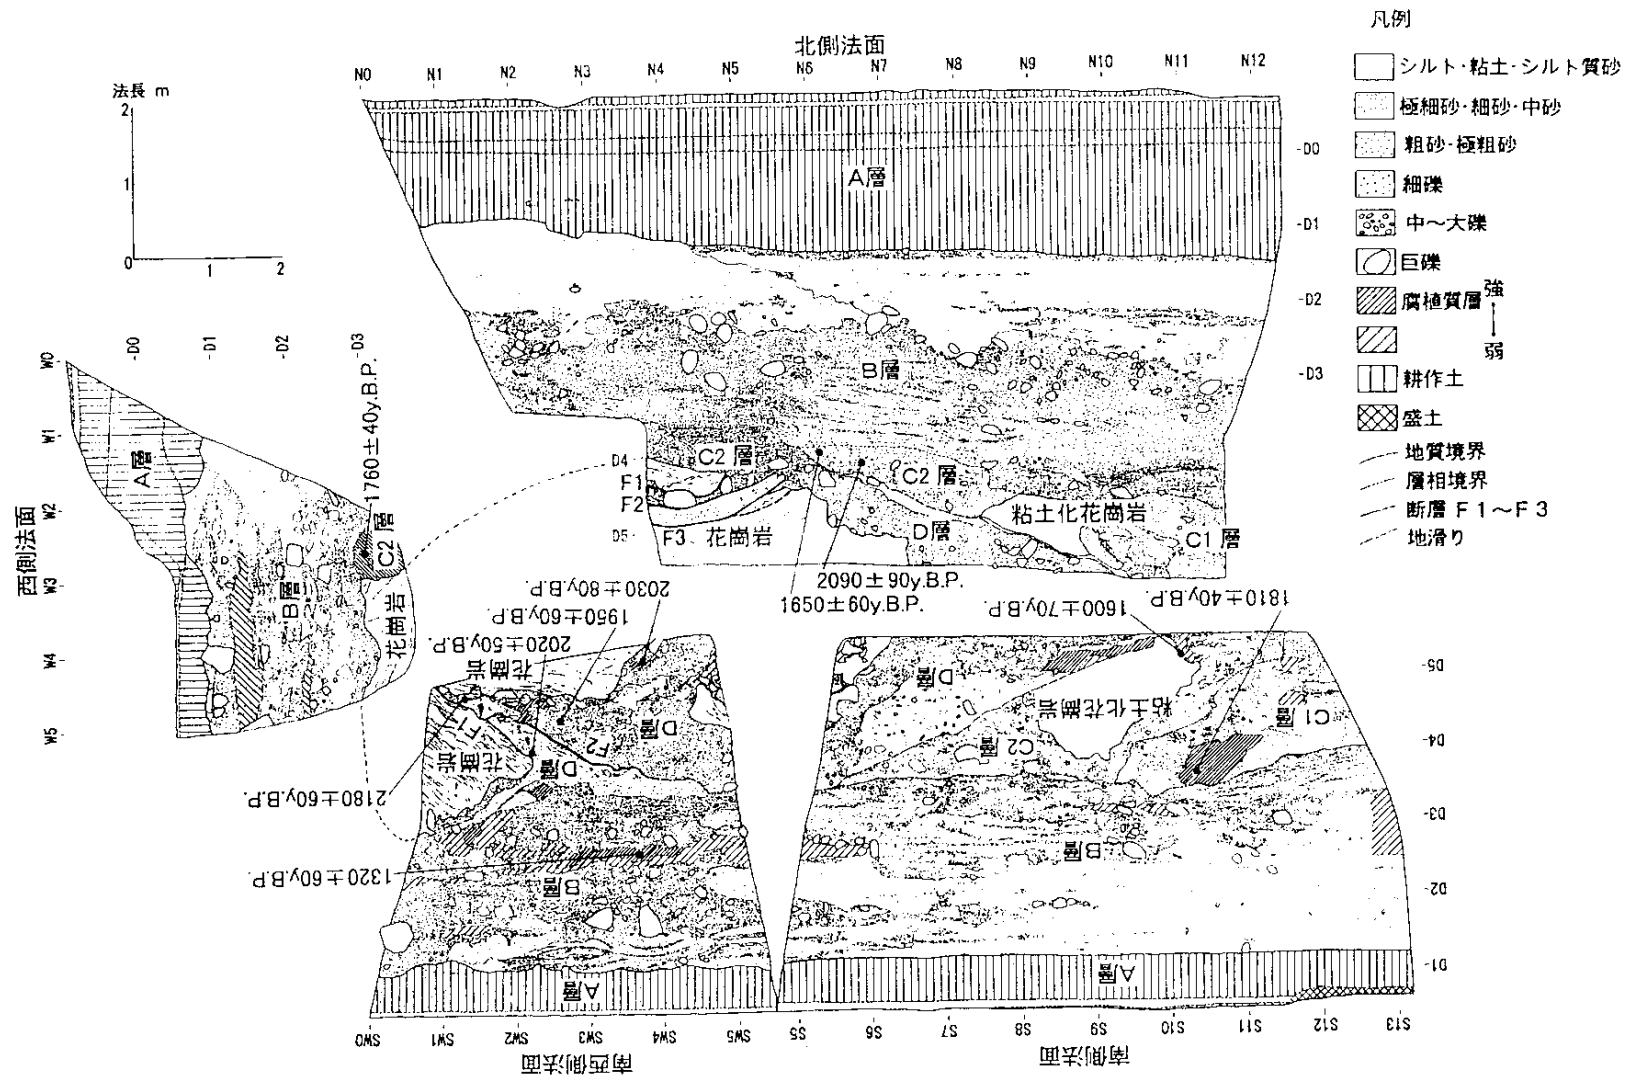 凡例
シルト・粘土・シルト質砂
極細砂・細砂・中砂
粗砂・極粗砂
細礫
中〜大礫
巨礫
腐植質層
強
弱
耕作土
盛土
地質境界
層相境界
断層 F1〜F3
地滑り
北側法面
N0 N1 N2 N3 N4 N5 N6 N7 N8 N9 N10 N11 N12
法長 m
2
1
0 1 2
A層
-D0
-D1
-D2
-D3
B層
D4
C2層
C2層
F1
F2
粘土化花崗岩
D5-
F3
花崗岩
D層
C1層
2090±90y.B.P.
1650±60y.B.P.
西側法面
W0
W1
W2
W3
W4
W5
-D0
-D1
-D2
-D3
A層
B層
C2層
花崗岩
1760±40y.B.P.
2030±80y.B.P.
1950±60y.B.P.
2020±50y.B.P.
2180±60y.B.P.
1320±60y.B.P.
花崗岩
F1
花崗岩
F2
D層
D層
B層
A層
SW0 SW1 SW2 SW3 SW4 SW5
南西側法面
1600±70y.B.P.
1810±40y.B.P.
D層
粘土化花崗岩
C2層
C1層
B層
A層
-D5
-D4
-D3
-D2
-D1
S5 S6 S7 S8 S9 S10 S11 S12 S13
南側法面